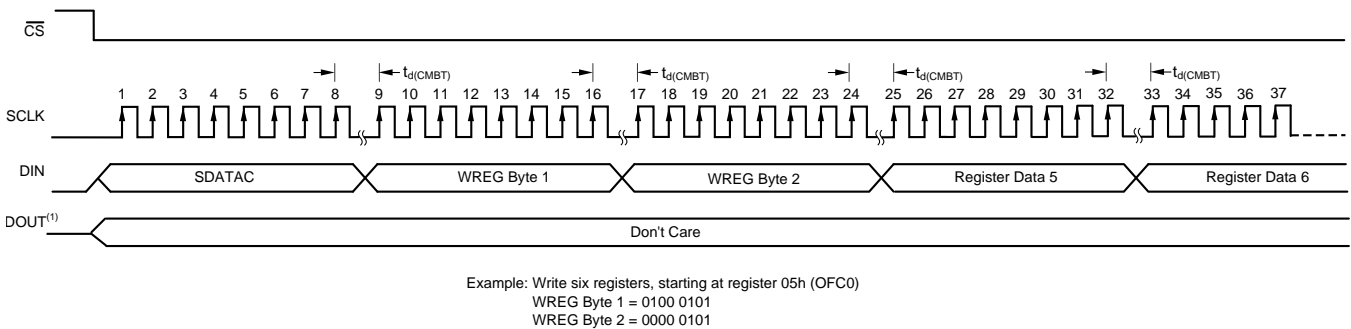 CS
t_d(CMBT) t_d(CMBT) t_d(CMBT) t_d(CMBT)
1 2 3 4 5 6 7 8 9 10 11 12 13 14 15 16 17 18 19 20 21 22 23 24 25 26 27 28 29 30 31 32 33 34 35 36 37
SCLK
DIN SDATAC WREG Byte 1 WREG Byte 2 Register Data 5 Register Data 6
DOUT(1) Don't Care
Example: Write six registers, starting at register 05h (OFC0)
WREG Byte 1 = 0100 0101
WREG Byte 2 = 0000 0101